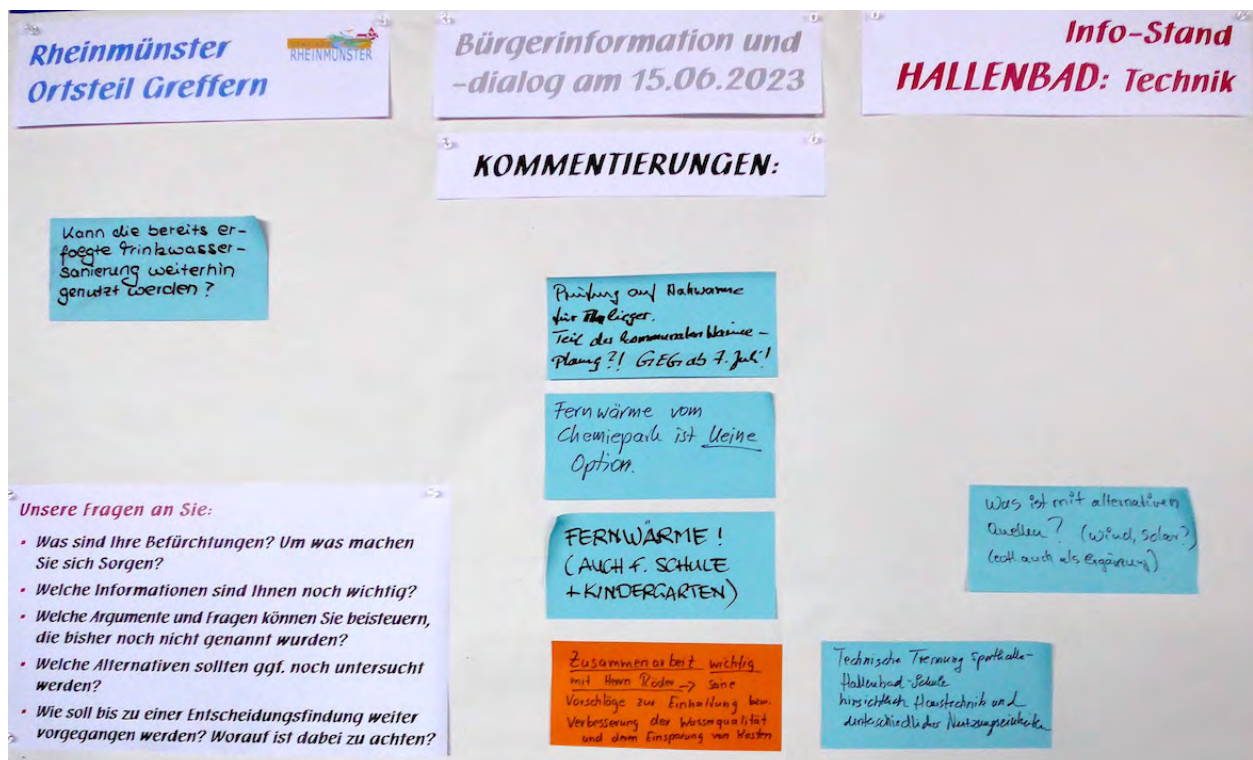 Rheinmünster
Ortsteil Greffern
GEMEINDE
RHEINMÜNSTER
Bürgerinformation und
-dialog am 15.06.2023
Info-Stand
HALLENBAD: Technik
KOMMENTIERUNGEN:
Kann die bereits er-
folgte Trinkwasser-
sanierung weiterhin
genutzt werden?
Prüfung auf Nahwärme
für
Teil der kommunalen Wärme-
planung?! GEG ab 7. Juli!
Fernwärme vom
Chemiepark ist keine
Option.
FERNWÄRME!
(AUCH F. SCHULE
+ KINDERGARTEN)
Zusammenarbeit wichtig
mit Herrn Röder -> seine
Vorschläge zur Einhaltung bzw.
Verbesserung der Wasserqualität
und dem Einsparung von Kosten
Was ist mit alternativen
Quellen? (Wind, Solar?)
(evtl. auch als Ergänzung)
Technische Trennung Sporthalle-
Hallenbad-Schule
hinsichtlich Haustechnik und
unterschiedlicher
Unsere Fragen an Sie:
• Was sind Ihre Befürchtungen? Um was machen
Sie sich Sorgen?
• Welche Informationen sind Ihnen noch wichtig?
• Welche Argumente und Fragen können Sie beisteuern,
die bisher noch nicht genannt wurden?
• Welche Alternativen sollten ggf. noch untersucht
werden?
• Wie soll bis zu einer Entscheidungsfindung weiter
vorgegangen werden? Worauf ist dabei zu achten?